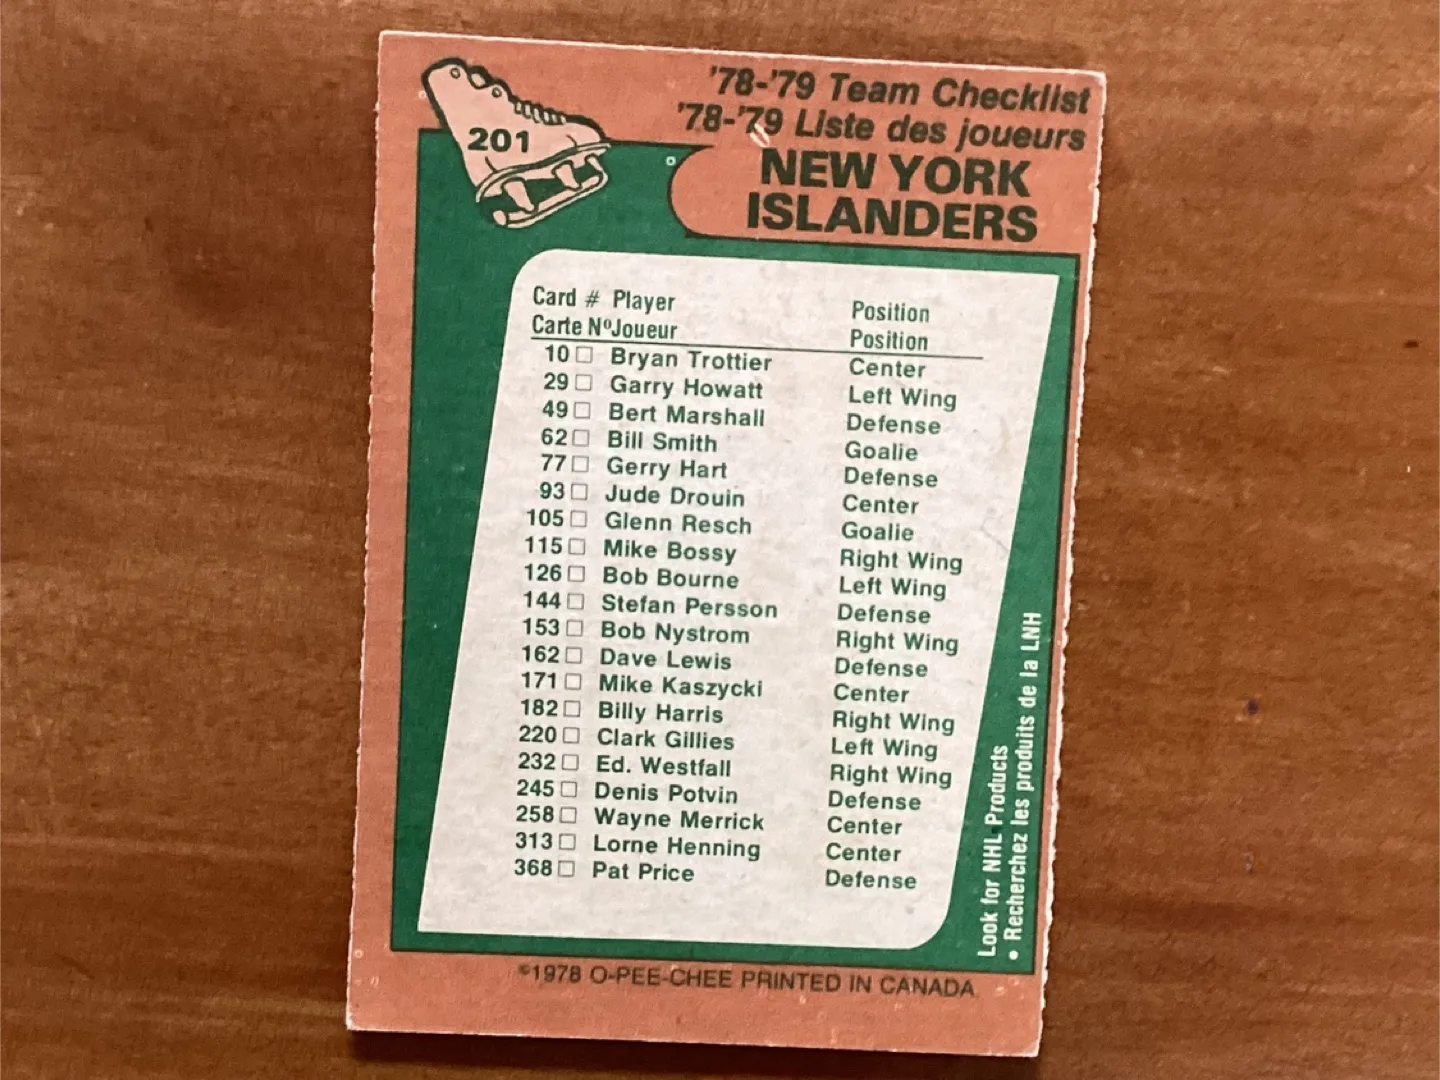 201
'78-'79 Team Checklist
'78-'79 Liste des joueurs
NEW YORK
ISLANDERS
Card # Player Position
Carte Nº Joueur Position
10 Bryan Trottier Center
29 Garry Howatt Left Wing
49 Bert Marshall Defense
62 Bill Smith Goalie
77 Gerry Hart Defense
93 Jude Drouin Center
105 Glenn Resch Goalie
115 Mike Bossy Right Wing
126 Bob Bourne Left Wing
144 Stefan Persson Defense
153 Bob Nystrom Right Wing
162 Dave Lewis Defense
171 Mike Kaszycki Center
182 Billy Harris Right Wing
220 Clark Gillies Left Wing
232 Ed. Westfall Right Wing
245 Denis Potvin Defense
258 Wayne Merrick Center
313 Lorne Henning Center
368 Pat Price Defense
Look for NHL Products
• Recherchez les produits de la LNH
©1978 O-PEE-CHEE PRINTED IN CANADA